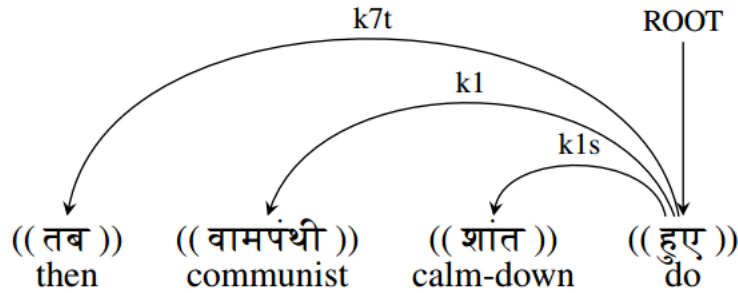 k7t ROOT
k1
k1s
(( तब )) (( वामपंथी )) (( शांत )) (( हुए ))
then communist calm-down do